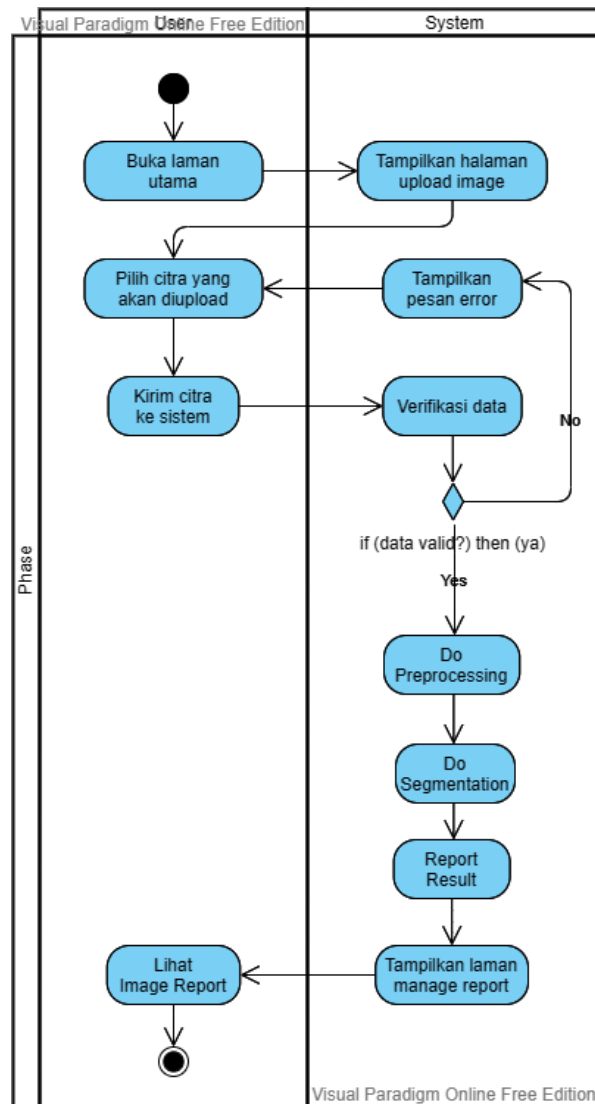 Visual Paradigm Online Free Edition
User
System
Phase
Buka laman
utama
Tampilkan halaman
upload image
Pilih citra yang
akan diupload
Tampilkan
pesan error
Kirim citra
ke sistem
Verifikasi data
No
if (data valid?) then (ya)
Yes
Do
Preprocessing
Do
Segmentation
Report
Result
Lihat
Image Report
Tampilkan laman
manage report
Visual Paradigm Online Free Edition